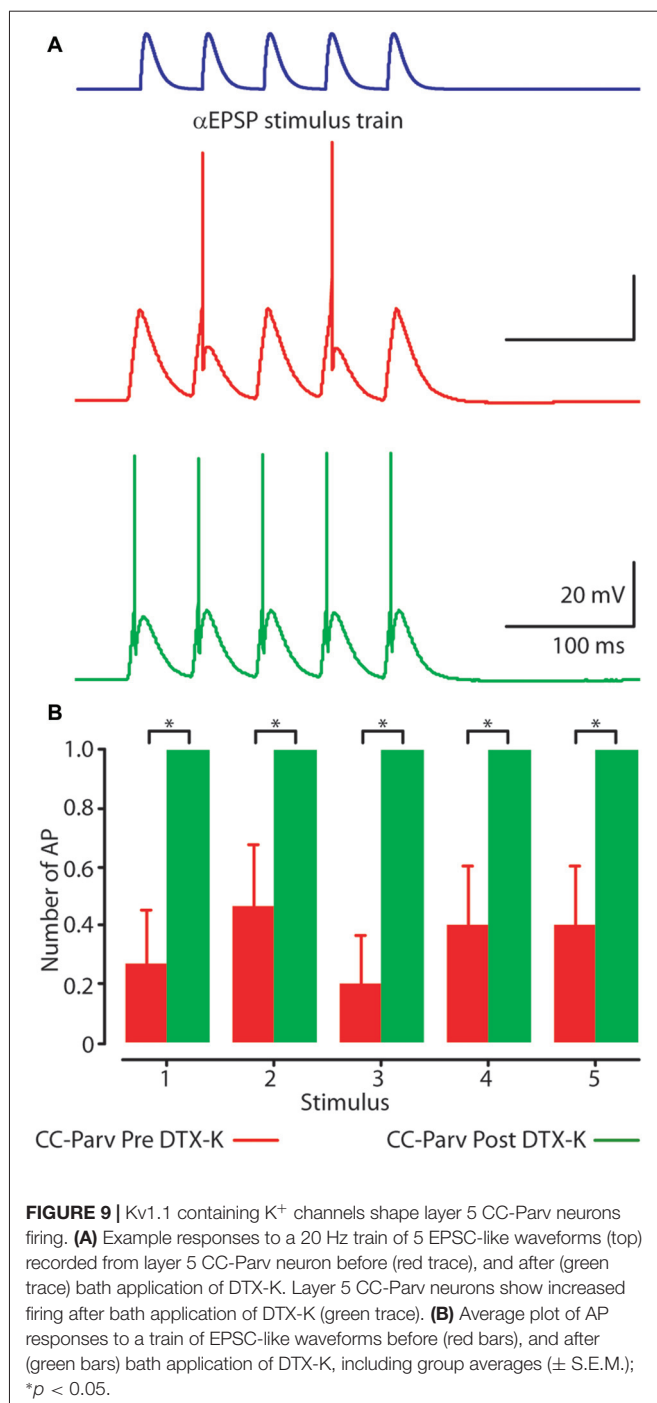 A
αEPSP stimulus train
20 mV
100 ms
B
* * * * *
1.0
0.8
0.6
0.4
0.2
0
Number of AP
1 2 3 4 5
Stimulus
CC-Parv Pre DTX-K
CC-Parv Post DTX-K
FIGURE 9 | Kv1.1 containing K+ channels shape layer 5 CC-Parv neurons
firing. (A) Example responses to a 20 Hz train of 5 EPSC-like waveforms (top)
recorded from layer 5 CC-Parv neuron before (red trace), and after (green
trace) bath application of DTX-K. Layer 5 CC-Parv neurons show increased
firing after bath application of DTX-K (green trace). (B) Average plot of AP
responses to a train of EPSC-like waveforms before (red bars), and after
(green bars) bath application of DTX-K, including group averages (± S.E.M.);
*p < 0.05.